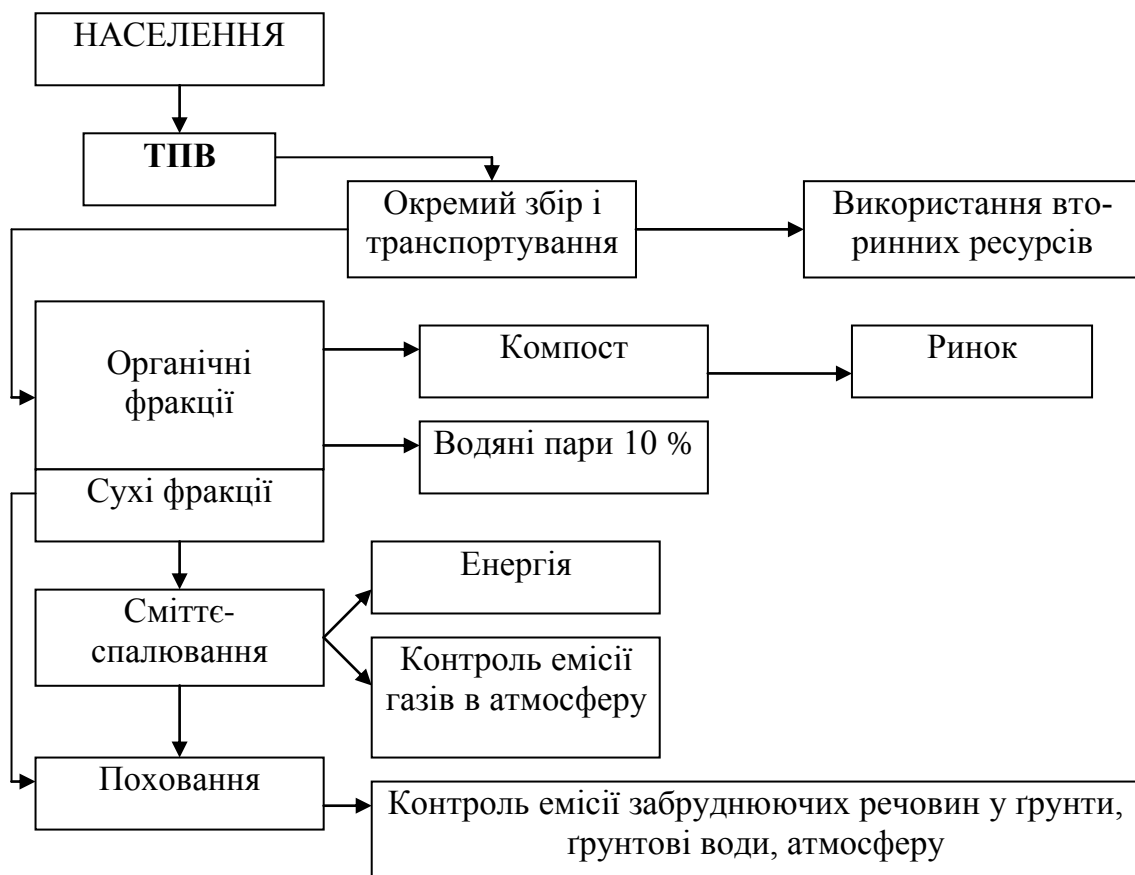 НАСЕЛЕННЯ
ТПВ
Окремий збір і
транспортування
Використання вто-
ринних ресурсів
Органічні
фракції
Компост
Ринок
Водяні пари 10 %
Сухі фракції
Енергія
Сміттє-
спалювання
Контроль емісії
газів в атмосферу
Поховання
Контроль емісії забруднюючих речовин у ґрунти,
ґрунтові води, атмосферу